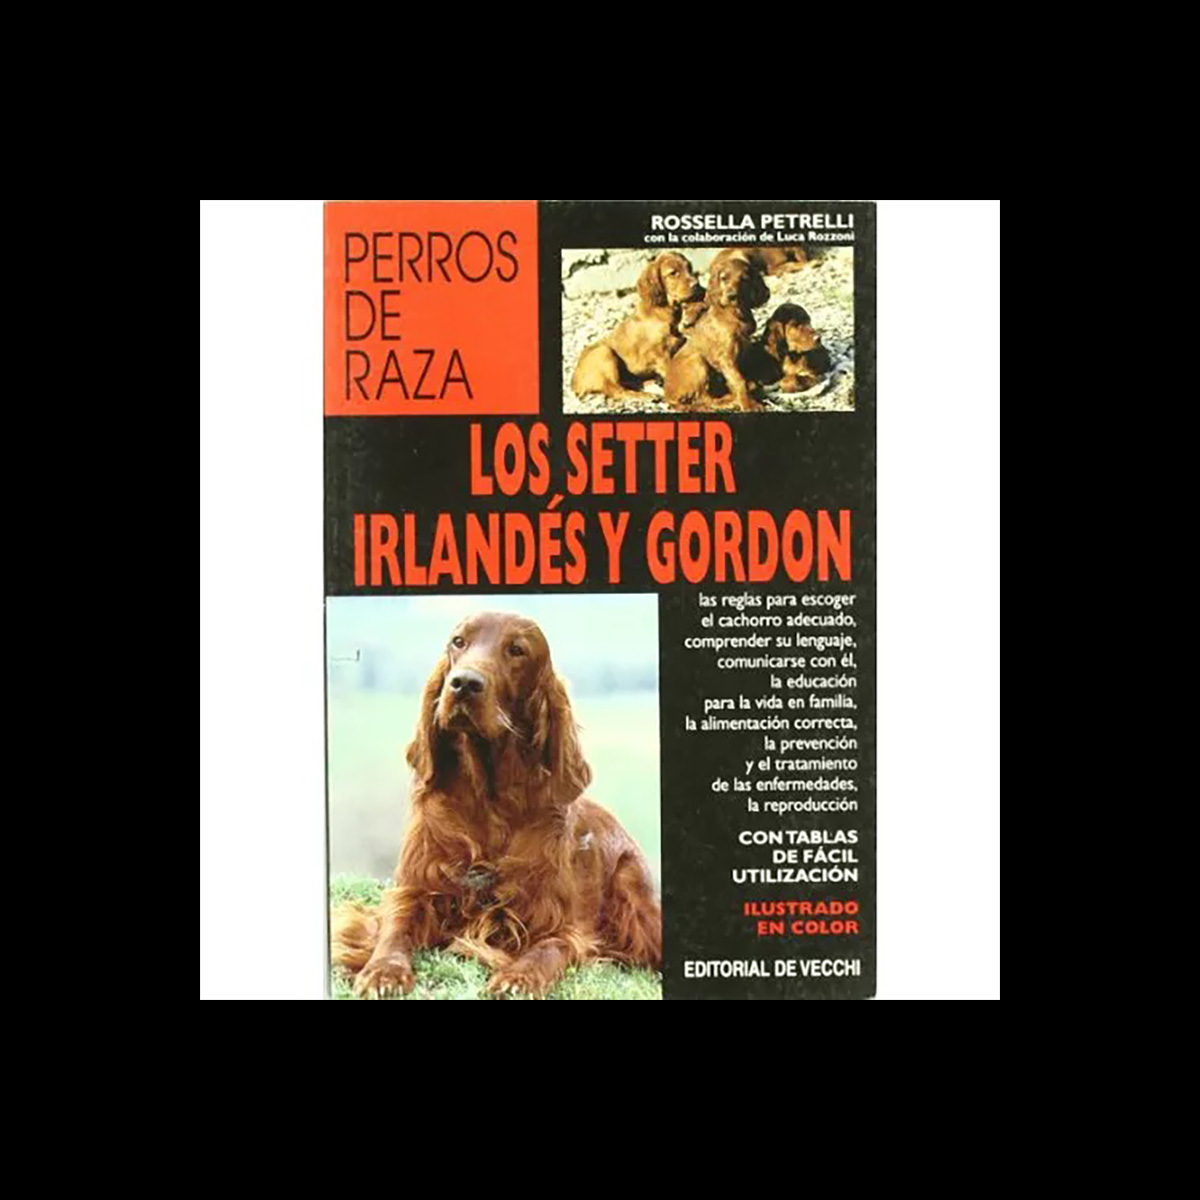 PERROS
DE
RAZA
ROSSELLA PETRELLI
con la colaboración de Luca Rozzoni
LOS SETTER
IRLANDÉS Y GORDON
las reglas para escoger
el cachorro adecuado,
comprender su lenguaje,
comunicarse con él,
la educación
para la vida en familia,
la alimentación correcta,
la prevención
y el tratamiento
de las enfermedades,
la reproducción
CON TABLAS
DE FÁCIL
UTILIZACIÓN
ILUSTRADO
EN COLOR
EDITORIAL DE VECCHI